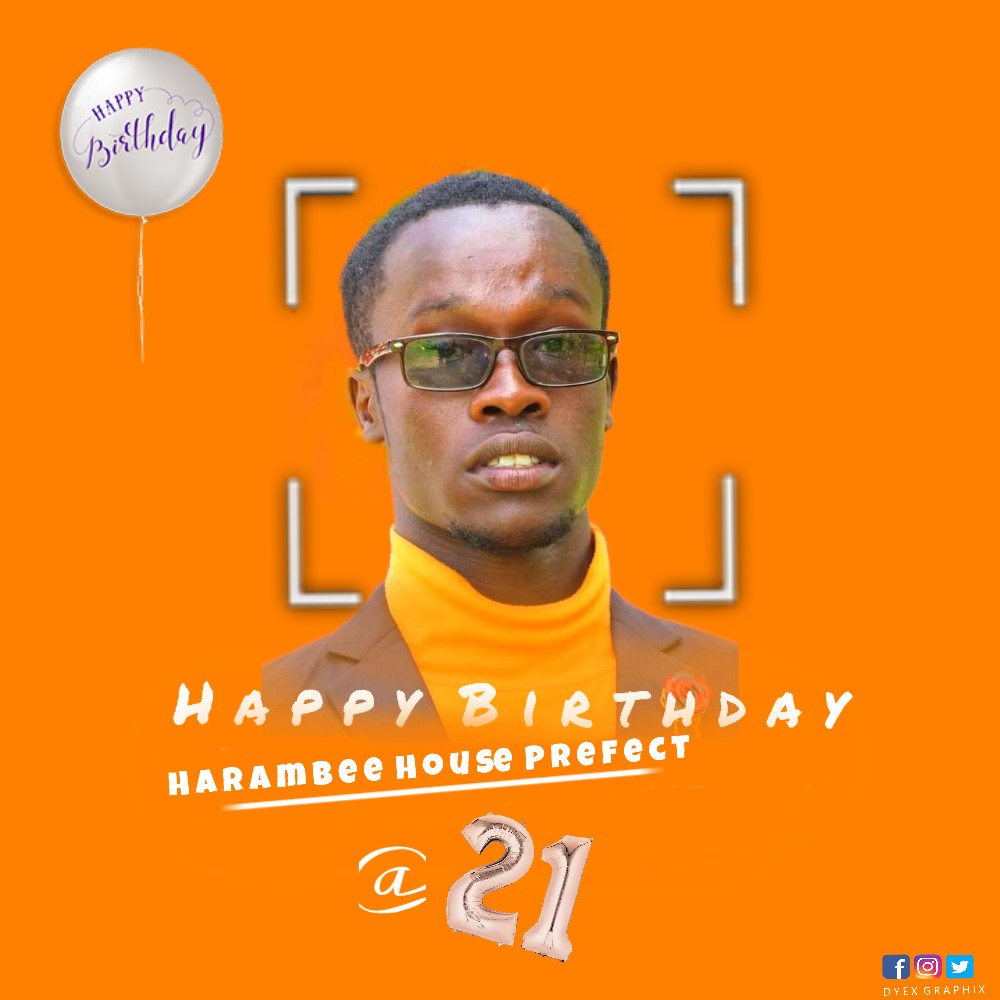 HAPPY
Birthday
HAPPY BIRTHDAY
HARAMBEE HOUSE PREFECT
@ 21
DYEX GRAPHIX